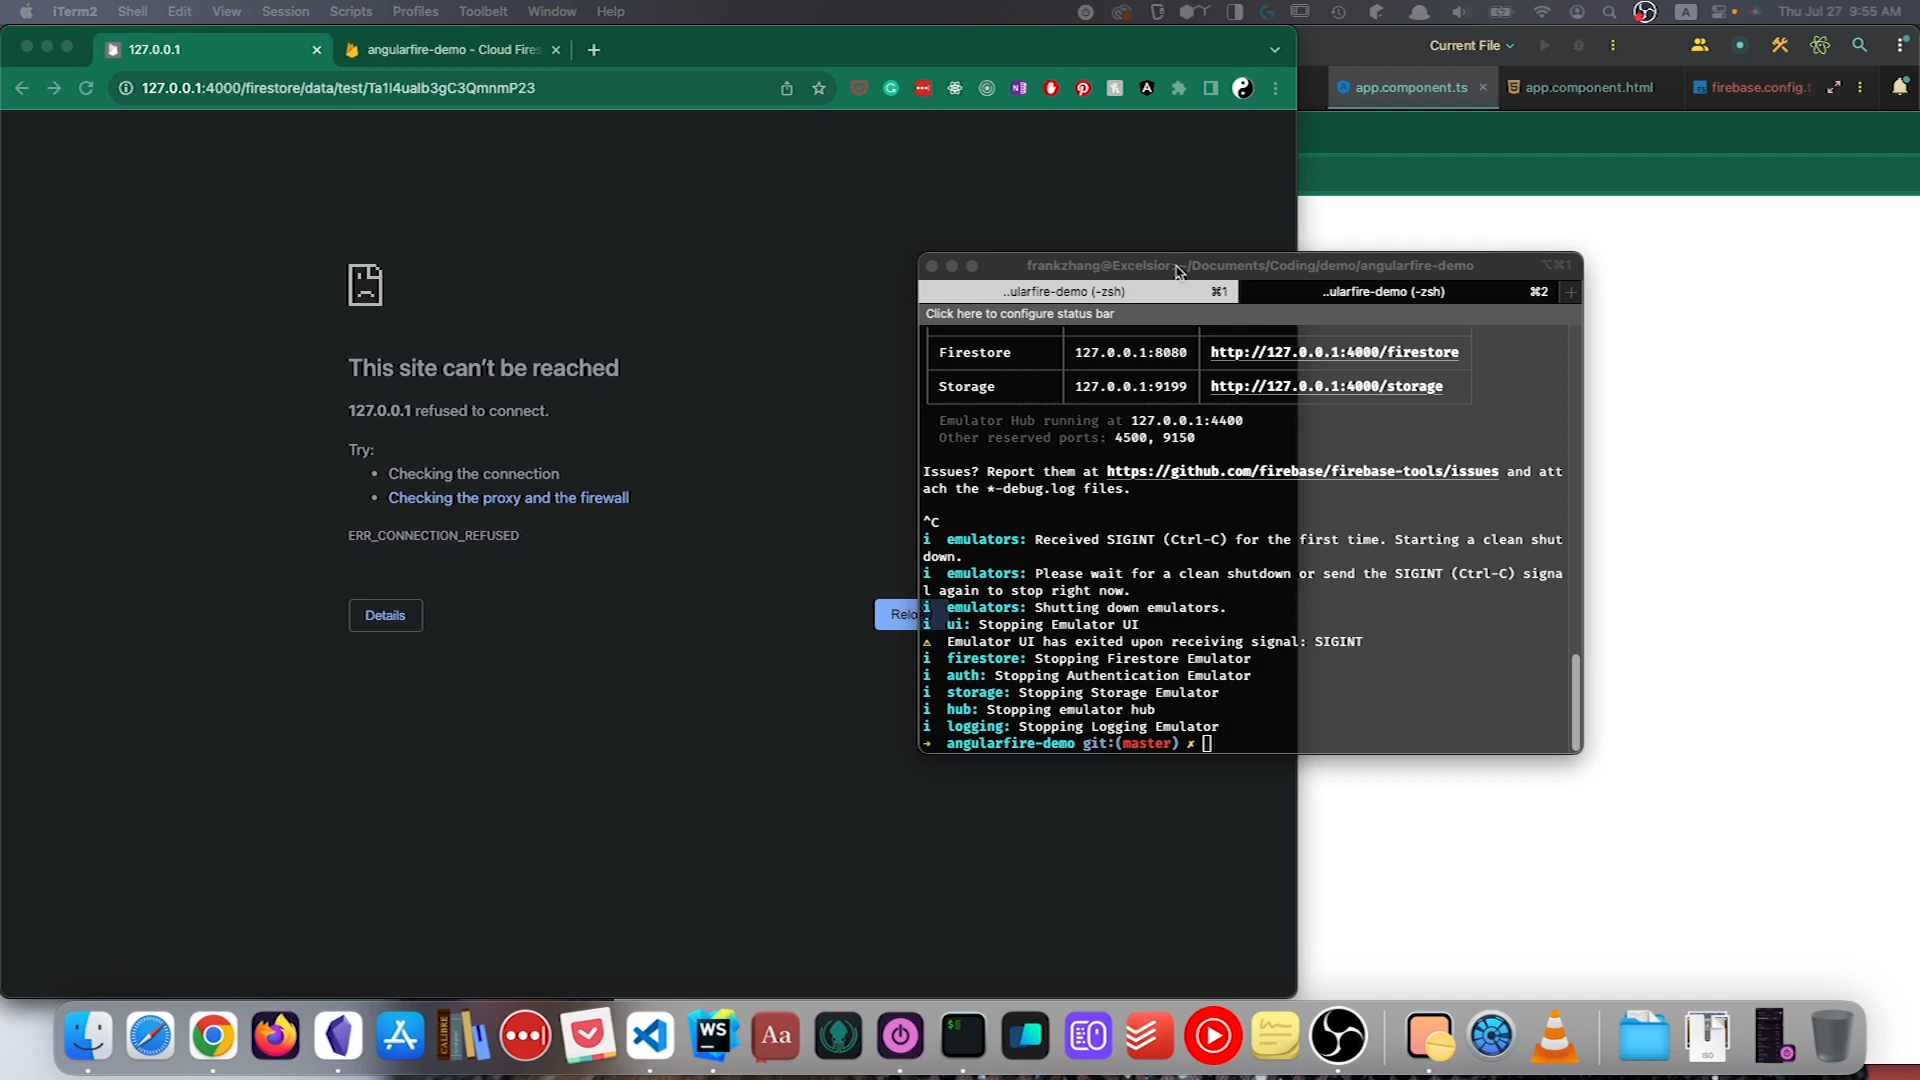 iTerm2 Shell Edit View Session Scripts Profiles Toolbelt Window Help
A Thu Jul 27 9:55 AM
127.0.0.1
angularfire-demo - Cloud Fires
127.0.0.1:4000/firestore/data/test/Ta1l4ualb3gC3QmnmP23
Current File
app.component.ts
app.component.html
firebase.config.t
This site can't be reached
127.0.0.1 refused to connect.
Try:
• Checking the connection
• Checking the proxy and the firewall
ERR_CONNECTION_REFUSED
Details
Relo
frankzhang@Excelsior:~/Documents/Coding/demo/angularfire-demo
⌥⌘1
..ularfire-demo (-zsh) ⌘1
..ularfire-demo (-zsh) ⌘2
Click here to configure status bar
Firestore 127.0.0.1:8080 http://127.0.0.1:4000/firestore
Storage 127.0.0.1:9199 http://127.0.0.1:4000/storage
Emulator Hub running at 127.0.0.1:4400
Other reserved ports: 4500, 9150
Issues? Report them at https://github.com/firebase/firebase-tools/issues and att
ach the *-debug.log files.
^C
i emulators: Received SIGINT (Ctrl-C) for the first time. Starting a clean shut
down.
i emulators: Please wait for a clean shutdown or send the SIGINT (Ctrl-C) signa
l again to stop right now.
i emulators: Shutting down emulators.
i ui: Stopping Emulator UI
⚠ Emulator UI has exited upon receiving signal: SIGINT
i firestore: Stopping Firestore Emulator
i auth: Stopping Authentication Emulator
i storage: Stopping Storage Emulator
i hub: Stopping emulator hub
i logging: Stopping Logging Emulator
→ angularfire-demo git:(master) ✗
CALIBRE
WS
Aa
$
ISO